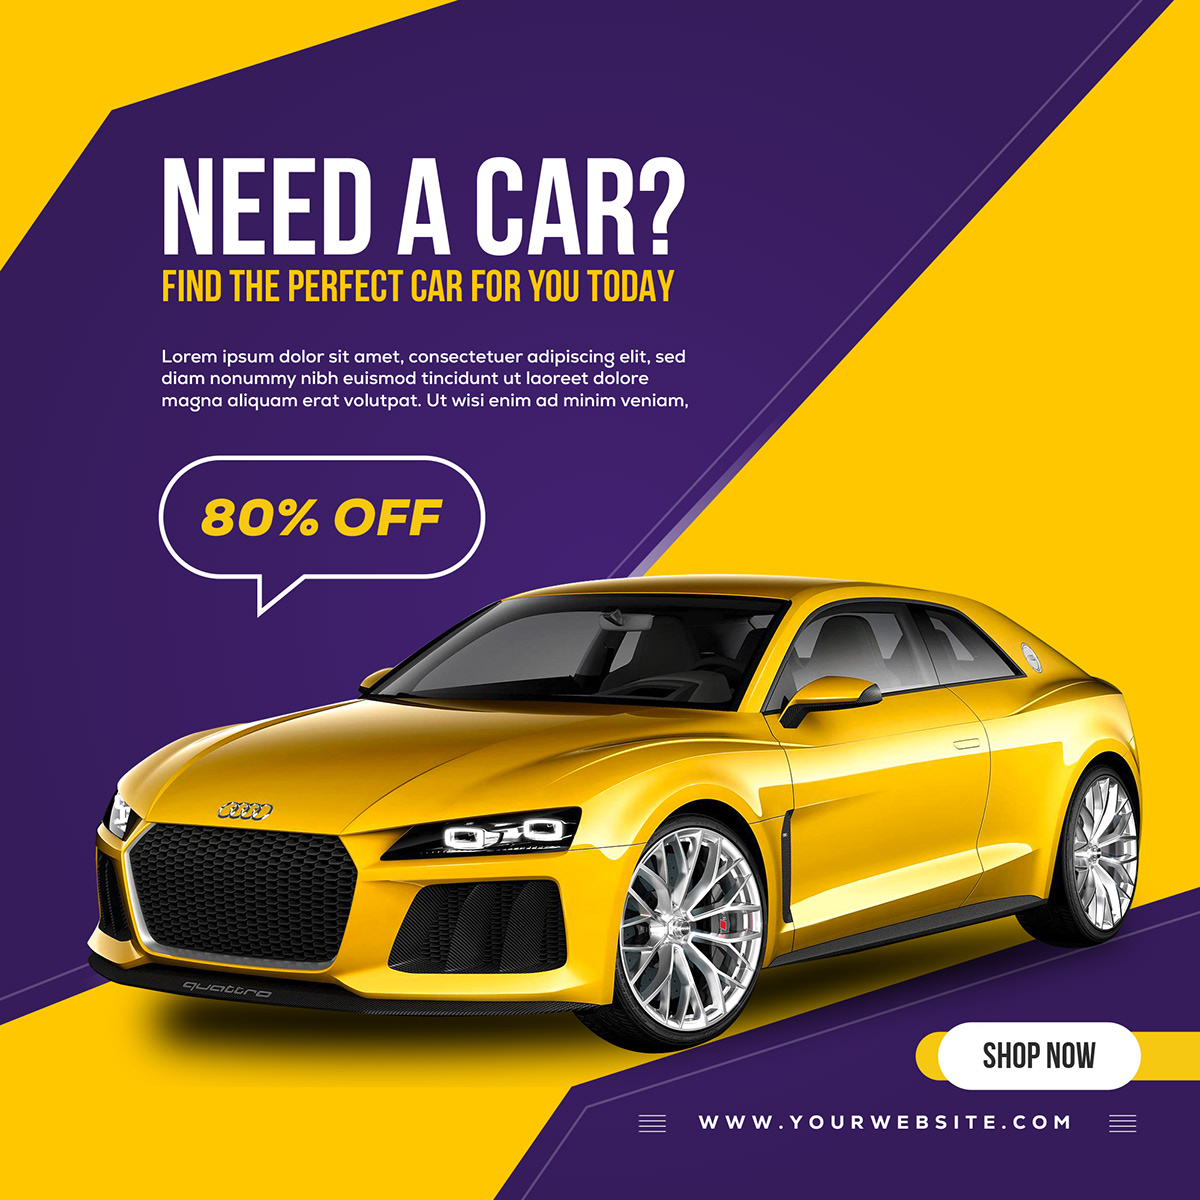 NEED A CAR?
FIND THE PERFECT CAR FOR YOU TODAY
Lorem ipsum dolor sit amet, consectetuer adipiscing elit, sed
diam nonummy nibh euismod tincidunt ut laoreet dolore
magna aliquam erat volutpat. Ut wisi enim ad minim veniam,
80% OFF
quattro
SHOP NOW
WWW.YOURWEBSITE.COM